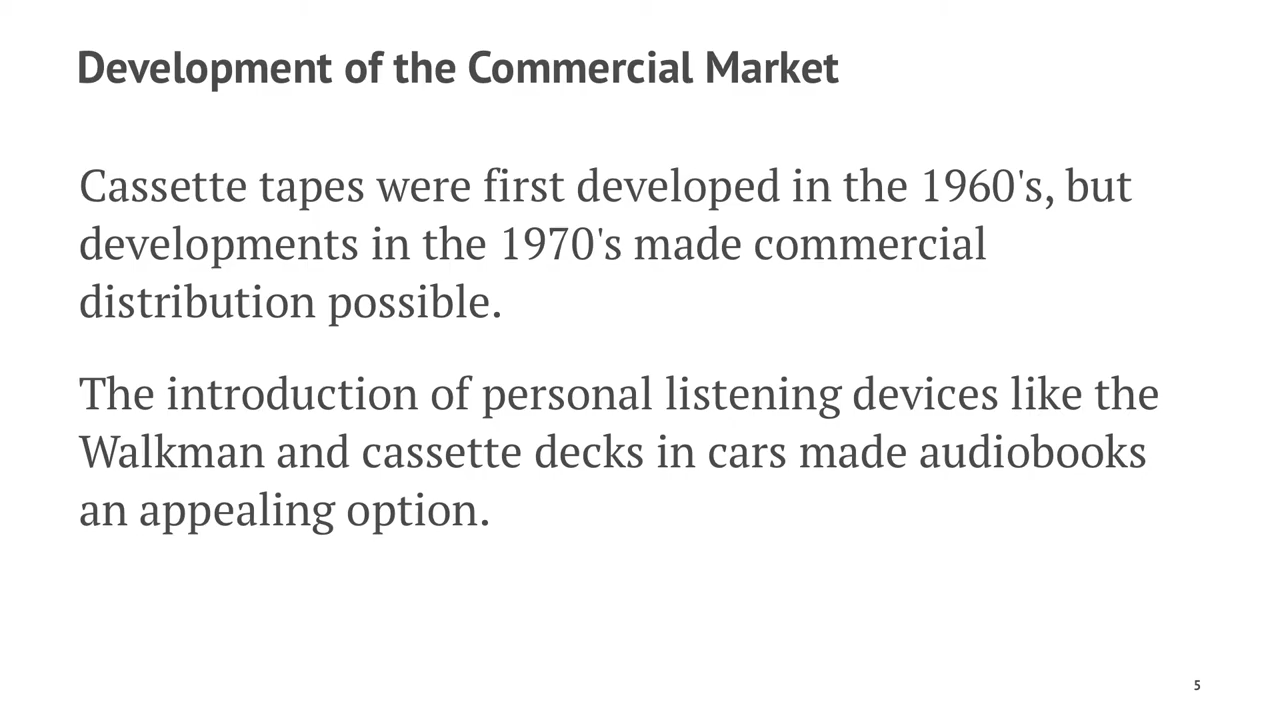 Development of the Commercial Market
Cassette tapes were first developed in the 1960's, but
developments in the 1970's made commercial
distribution possible.
The introduction of personal listening devices like the
Walkman and cassette decks in cars made audiobooks
an appealing option.
5